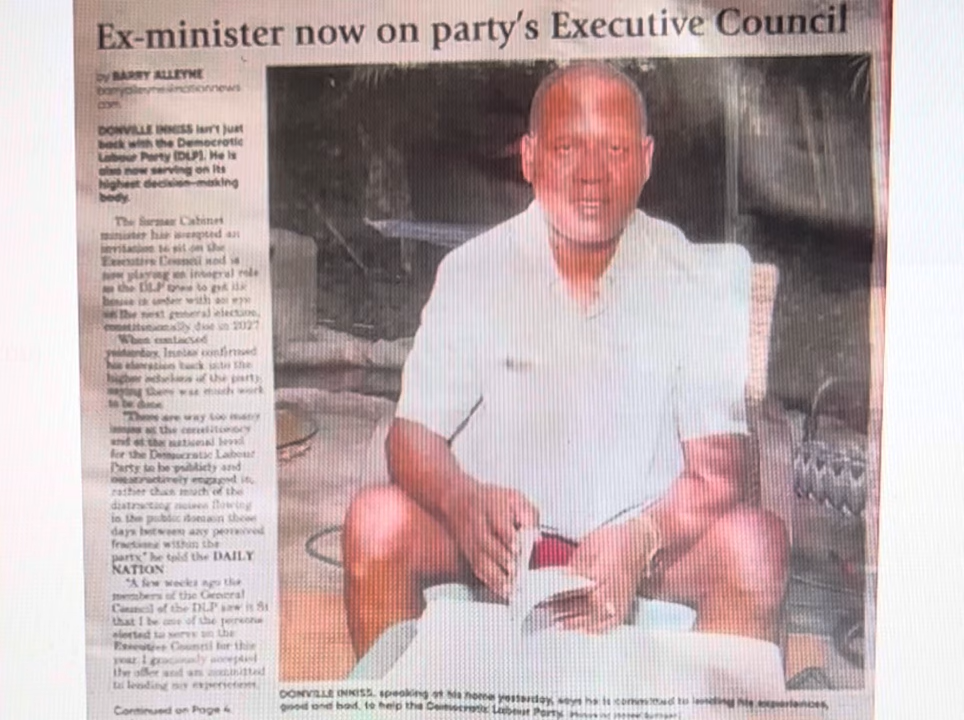 Ex-minister now on party's Executive Council
by BARRY ALLEYNE
barryalleyne@nationnews.
com
DONVILLE INNISS isn't just
back with the Democratic
Labour Party (DLP). He is
also now serving on its
highest decision-making
body.
The former Cabinet
minister has accepted an
invitation to sit on the
Executive Council and is
now playing an integral role
as the DLP tries to get its
house in order with an eye
on the next general election,
constitutionally due in 2027.
When contacted
yesterday, Inniss confirmed
his elevation back into the
higher echelons of the party,
saying there was much work
to be done.
"There are way too many
issues at the constituency
and at the national level
for the Democratic Labour
Party to be publicly and
constructively engaged in,
rather than much of the
distracting noises flowing
in the public domain these
days between any perceived
fractions within the
party," he told the DAILY
NATION.
"A few weeks ago the
members of the General
Council of the DLP saw it fit
that I be one of the persons
elected to serve on the
Executive Council for this
year. I graciously accepted
the offer and am committed
to lending my experiences,
Continued on Page 4.
DONVILLE INNISS, speaking at his home yesterday, says he is committed to lending his experiences,
good and bad, to help the Democratic Labour Party.